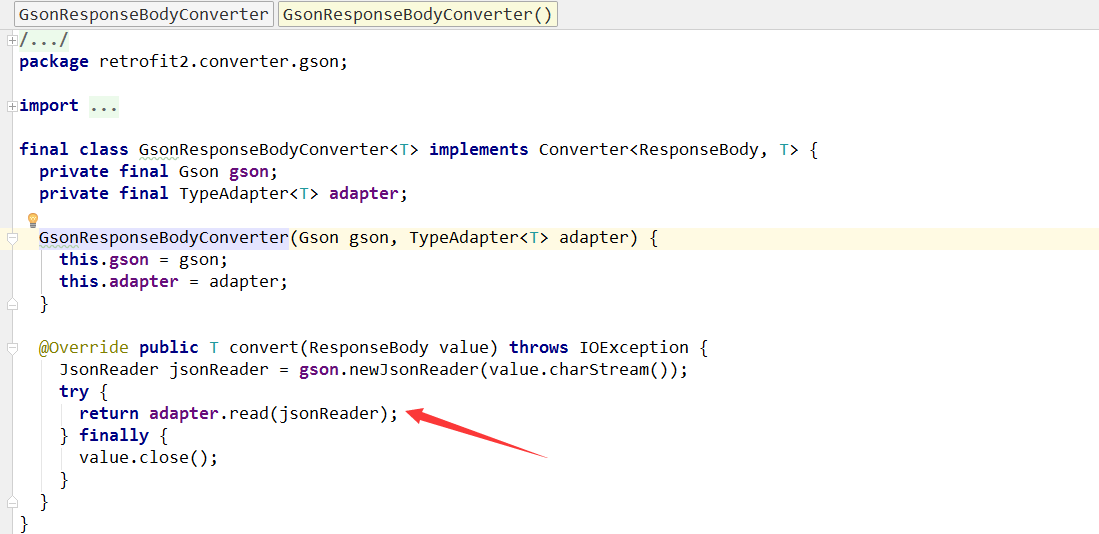 GsonResponseBodyConverter GsonResponseBodyConverter()
/.../
package retrofit2.converter.gson;
import ...
final class GsonResponseBodyConverter<T> implements Converter<ResponseBody, T> {
private final Gson gson;
private final TypeAdapter<T> adapter;
GsonResponseBodyConverter(Gson gson, TypeAdapter<T> adapter) {
this.gson = gson;
this.adapter = adapter;
}
@Override public T convert(ResponseBody value) throws IOException {
JsonReader jsonReader = gson.newJsonReader(value.charStream());
try {
return adapter.read(jsonReader);
} finally {
value.close();
}
}
}